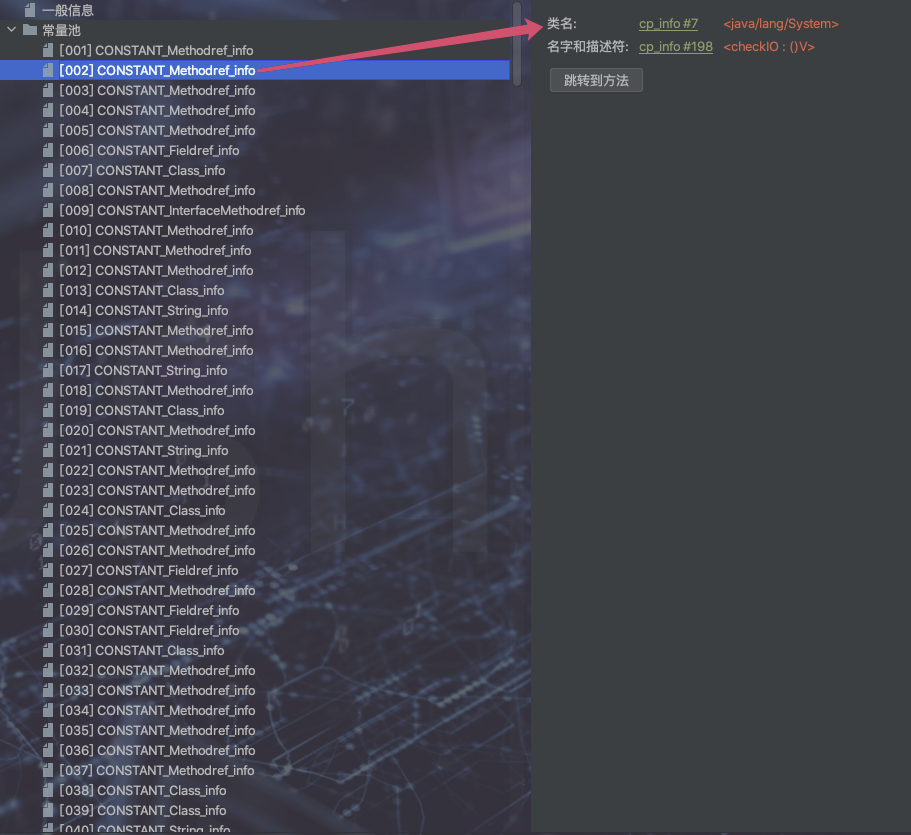 一般信息
常量池
[001] CONSTANT_Methodref_info
[002] CONSTANT_Methodref_info
[003] CONSTANT_Methodref_info
[004] CONSTANT_Methodref_info
[005] CONSTANT_Methodref_info
[006] CONSTANT_Fieldref_info
[007] CONSTANT_Class_info
[008] CONSTANT_Methodref_info
[009] CONSTANT_InterfaceMethodref_info
[010] CONSTANT_Methodref_info
[011] CONSTANT_Methodref_info
[012] CONSTANT_Methodref_info
[013] CONSTANT_Class_info
[014] CONSTANT_String_info
[015] CONSTANT_Methodref_info
[016] CONSTANT_Methodref_info
[017] CONSTANT_String_info
[018] CONSTANT_Methodref_info
[019] CONSTANT_Class_info
[020] CONSTANT_Methodref_info
[021] CONSTANT_String_info
[022] CONSTANT_Methodref_info
[023] CONSTANT_Methodref_info
[024] CONSTANT_Class_info
[025] CONSTANT_Methodref_info
[026] CONSTANT_Methodref_info
[027] CONSTANT_Fieldref_info
[028] CONSTANT_Methodref_info
[029] CONSTANT_Fieldref_info
[030] CONSTANT_Fieldref_info
[031] CONSTANT_Class_info
[032] CONSTANT_Methodref_info
[033] CONSTANT_Methodref_info
[034] CONSTANT_Methodref_info
[035] CONSTANT_Methodref_info
[036] CONSTANT_Methodref_info
[037] CONSTANT_Methodref_info
[038] CONSTANT_Class_info
[039] CONSTANT_Class_info
[040] CONSTANT_String_info
类名: cp_info #7 <java/lang/System>
名字和描述符: cp_info #198 <checkIO : ()V>
跳转到方法